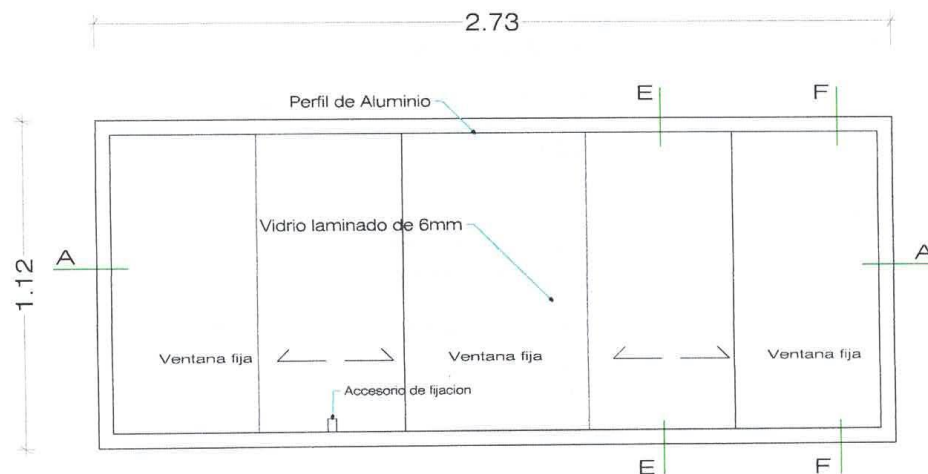 2.73
Perfil de Aluminio
E
F
Vidrio laminado de 6mm
A
A
1.12
Ventana fija
Ventana fija
Ventana fija
Accesorio de fijacion
E
F